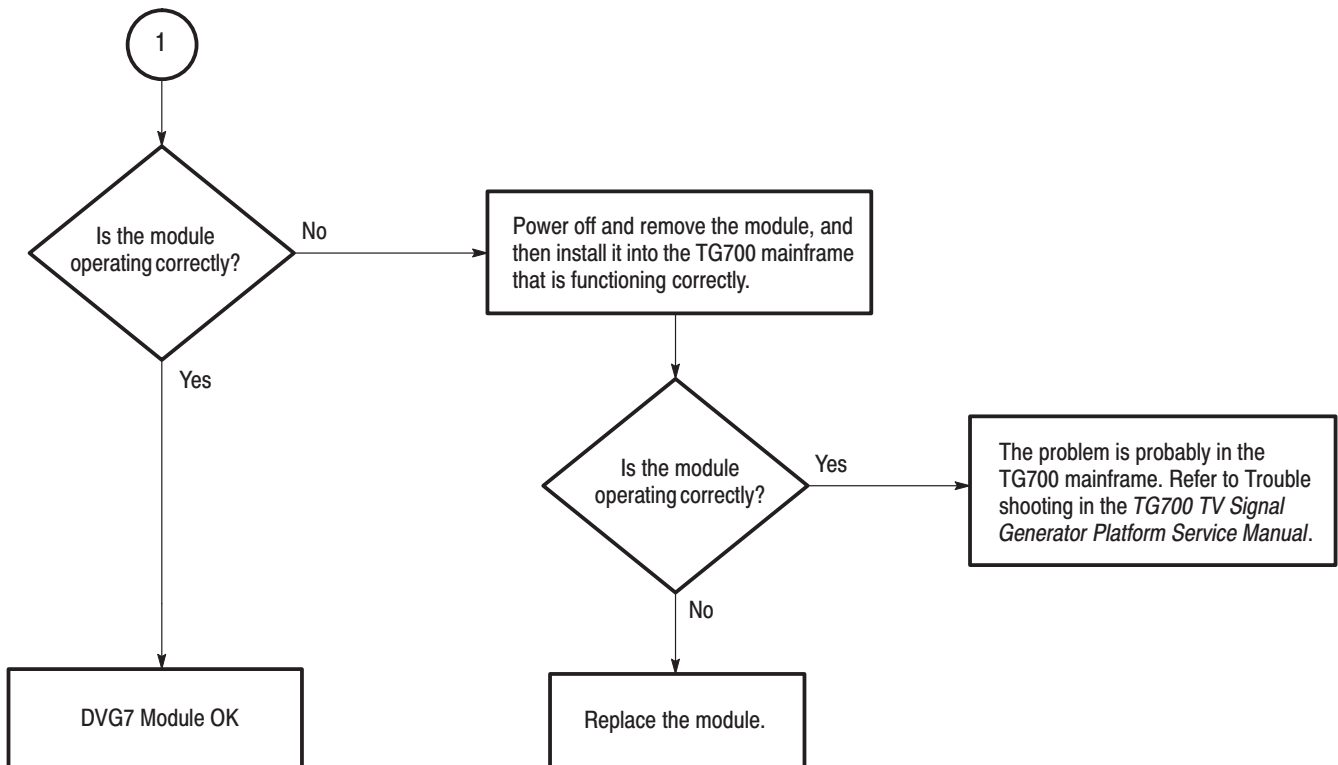 1
Is the module
operating correctly?
No
Power off and remove the module, and
then install it into the TG700 mainframe
that is functioning correctly.
Yes
Is the module
operating correctly?
Yes
The problem is probably in the
TG700 mainframe. Refer to Trouble
shooting in the TG700 TV Signal
Generator Platform Service Manual.
No
DVG7 Module OK
Replace the module.